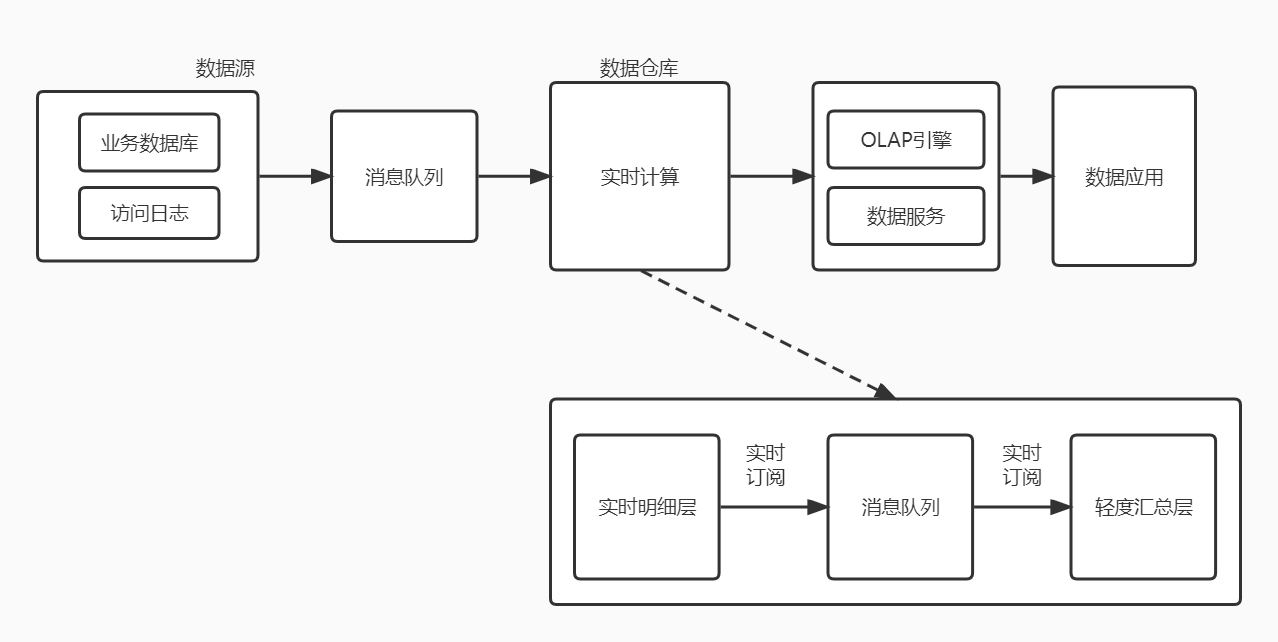 数据源
数据仓库
业务数据库
访问日志
消息队列
实时计算
OLAP引擎
数据服务
数据应用
实时明细层
实时
订阅
消息队列
实时
订阅
轻度汇总层